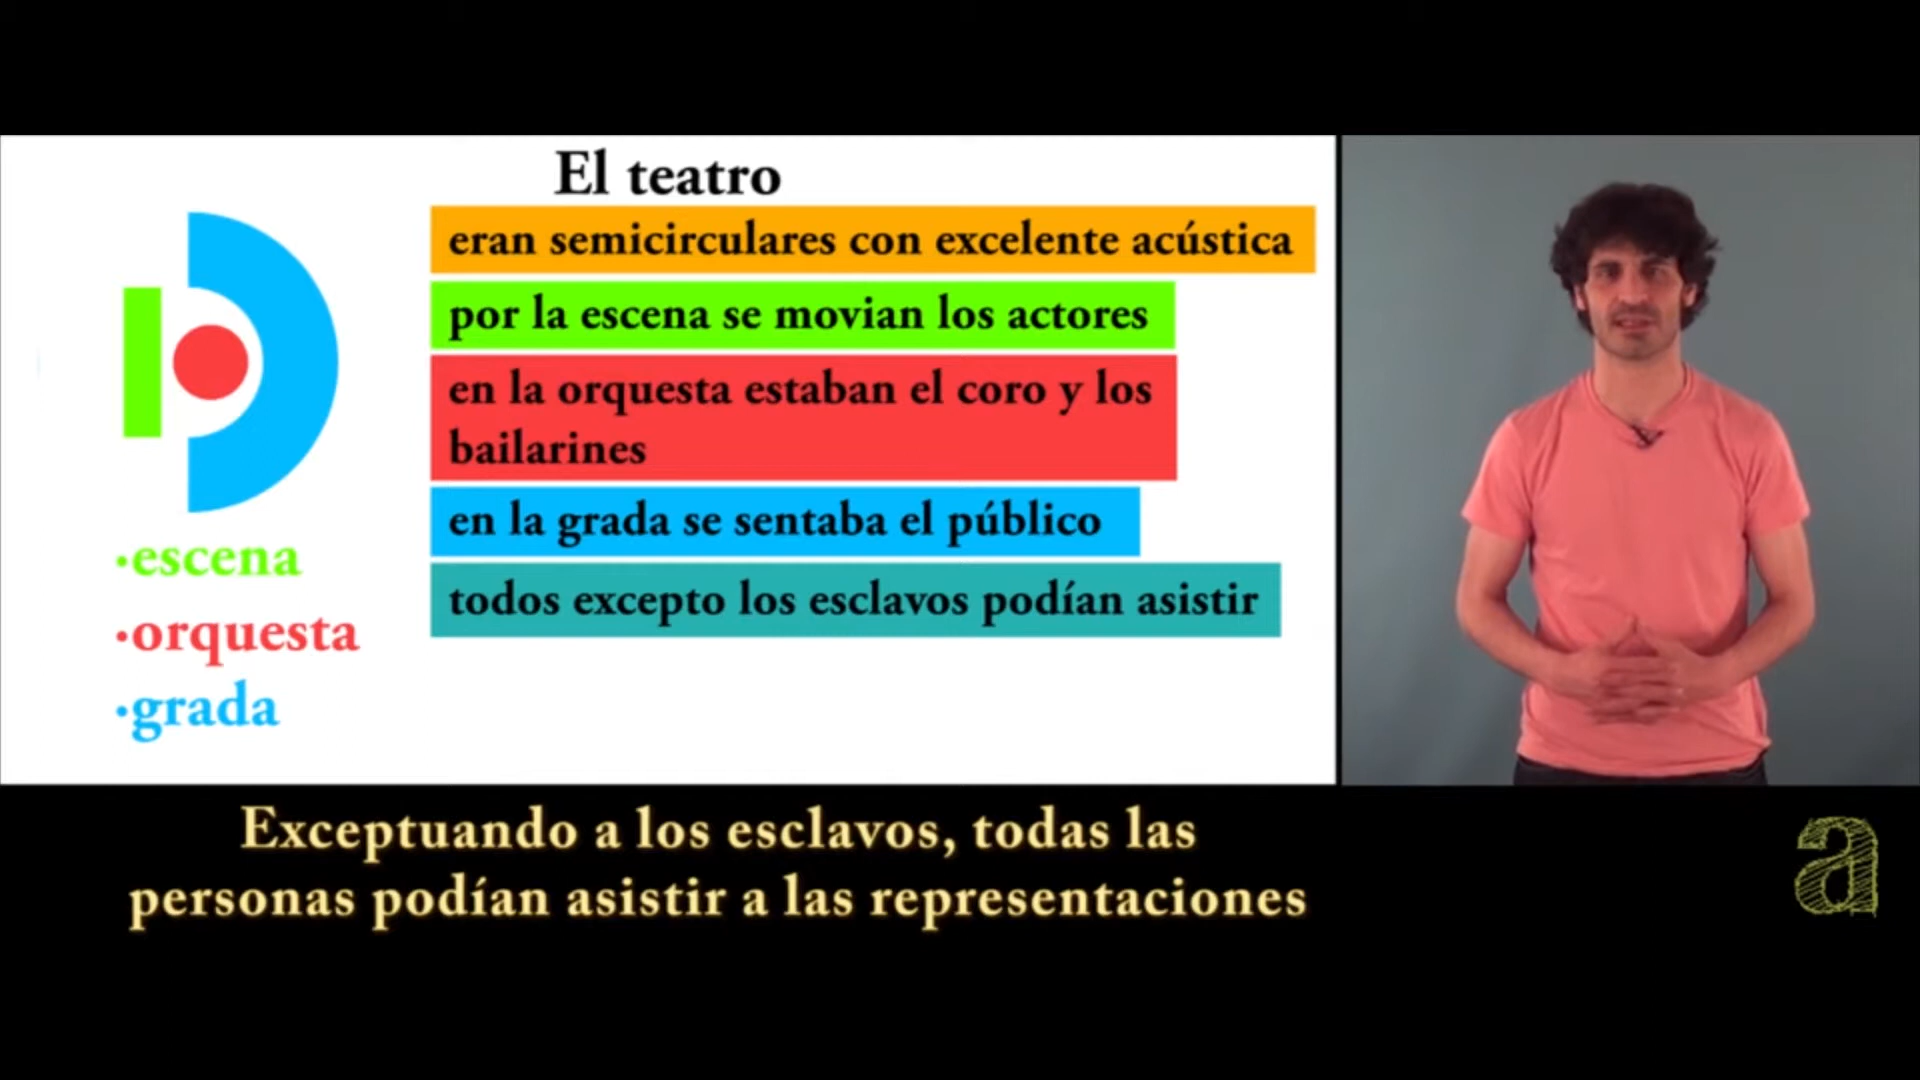 El teatro
eran semicirculares con excelente acústica
por la escena se movian los actores
en la orquesta estaban el coro y los
bailarines
en la grada se sentaba el público
todos excepto los esclavos podían asistir
·escena
·orquesta
·grada
Exceptuando a los esclavos, todas las
personas podían asistir a las representaciones
a